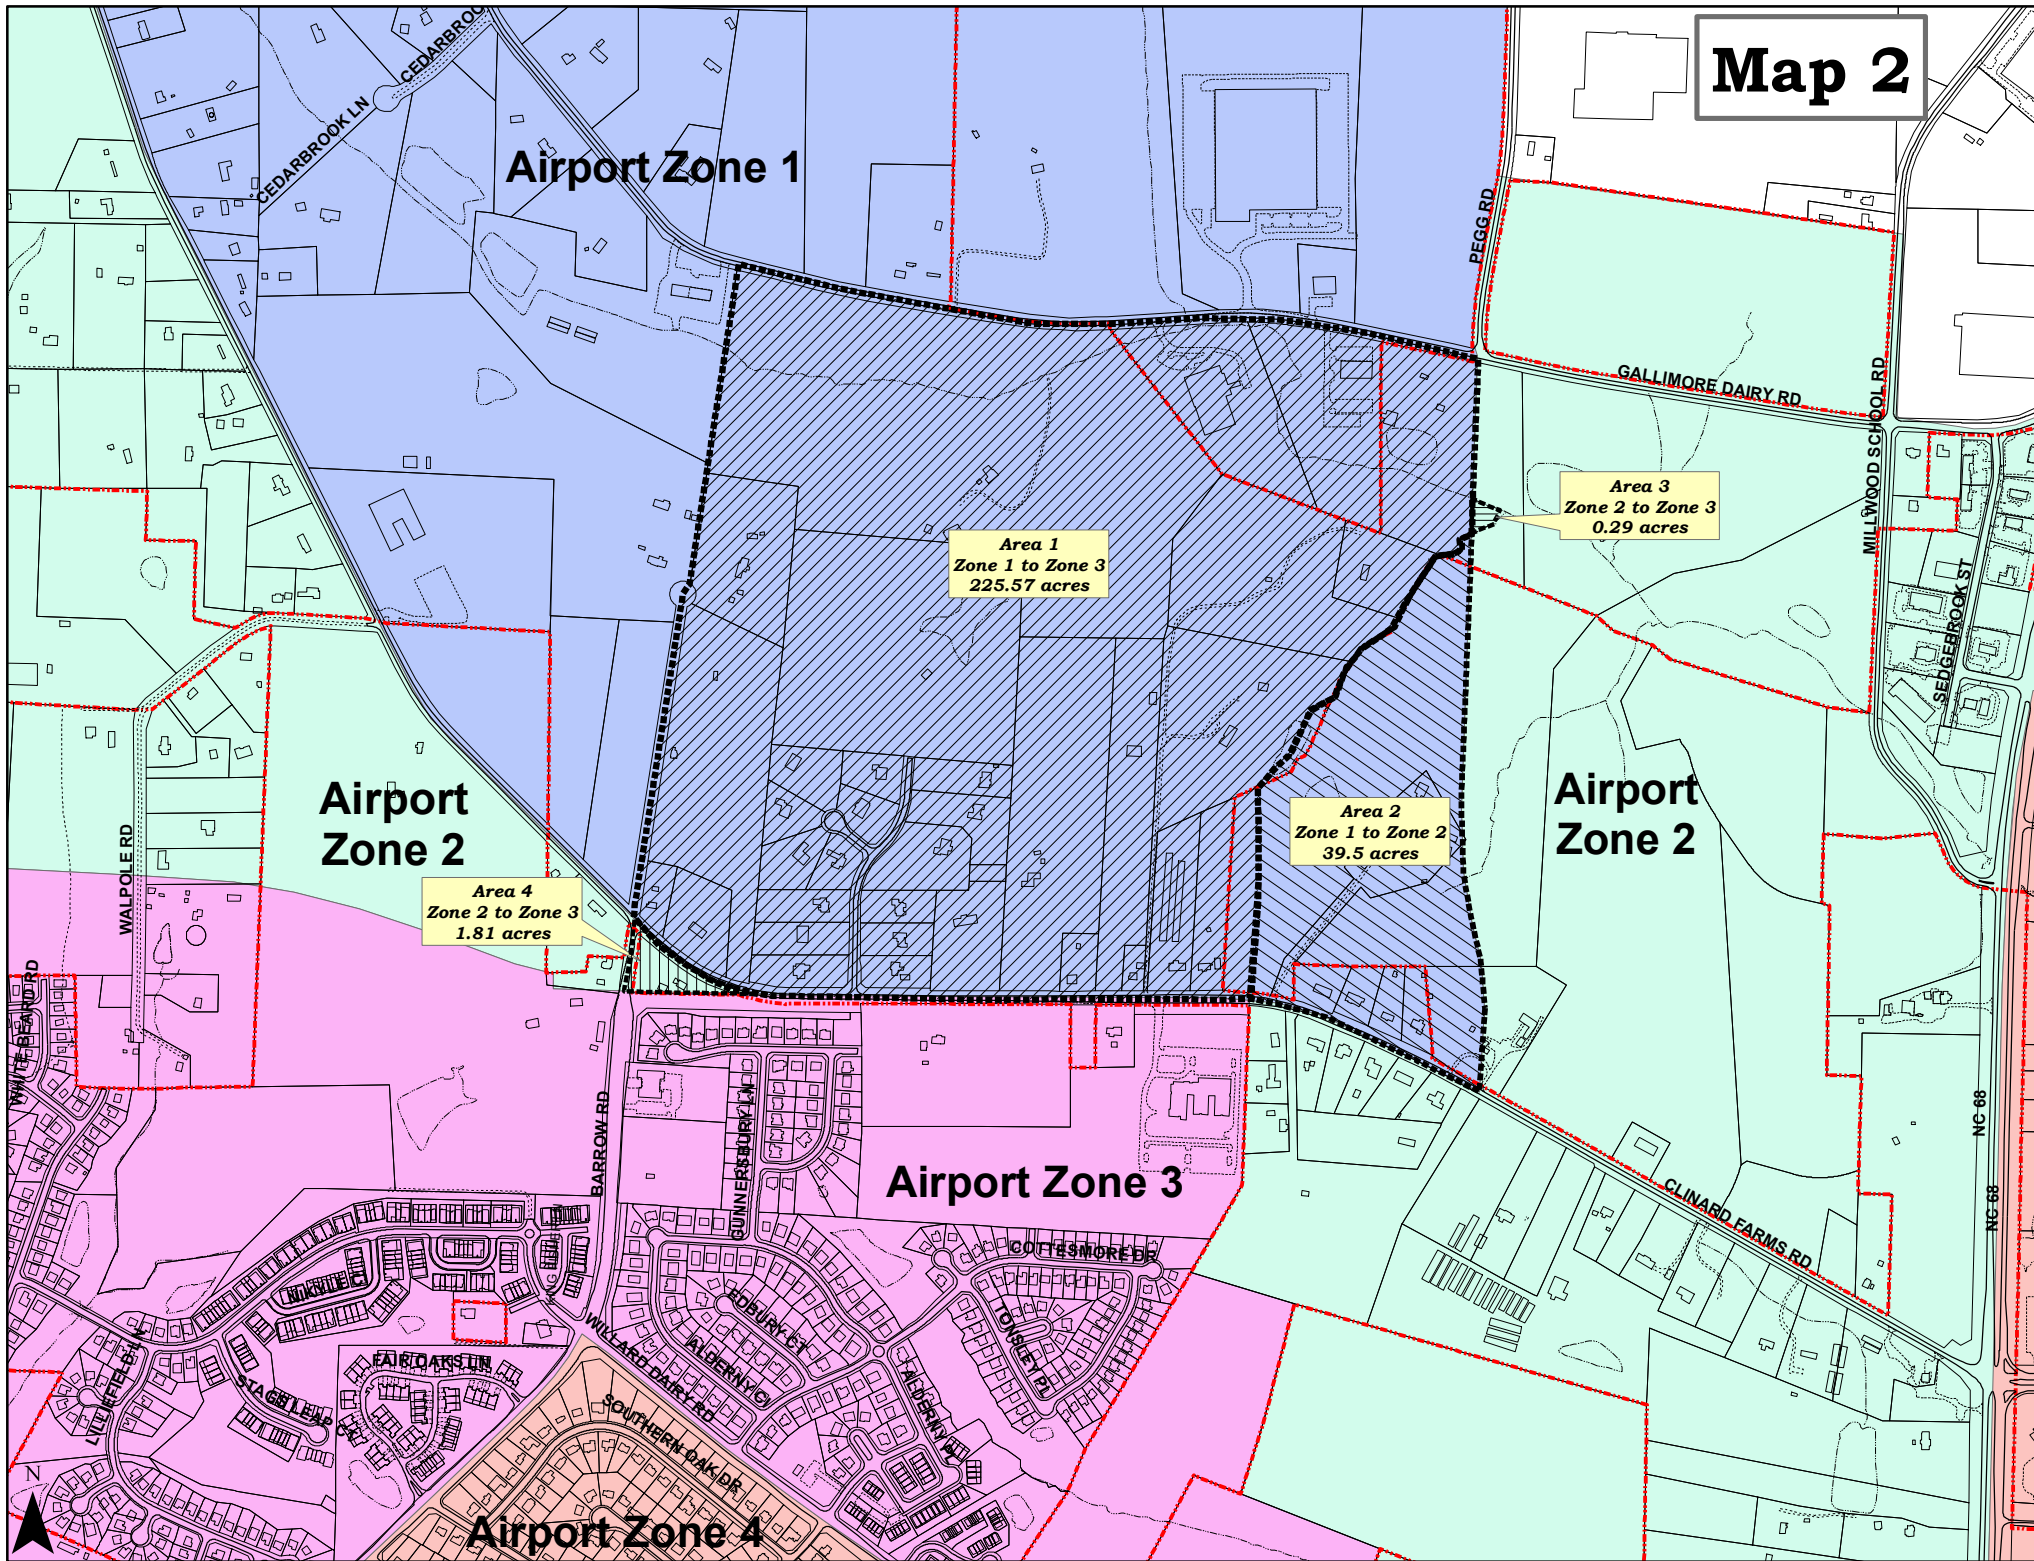 Map 2
CEDARBROO
CEDARBROOK LN
Airport Zone 1
PEGG RD
GALLIMORE DAIRY RD
MILLWOOD SCHOOL RD
Area 3
Zone 2 to Zone 3
0.29 acres
Area 1
Zone 1 to Zone 3
225.57 acres
SEDGEBROOK ST
Airport
Zone 2
Airport
Zone 2
Area 2
Zone 1 to Zone 2
39.5 acres
WALPOLE RD
Area 4
Zone 2 to Zone 3
1.81 acres
WHITE BEARD RD
BARROW RD
GUNNERSBURY LN
NC 68
Airport Zone 3
CLINARD FARMS RD
NC 68
COTTESMORE DR
EDBURY CT
TONSLEY PL
ALDERNY CI
ALDERNY PL
WILLARD DAIRY RD
FAIR OAKS LN
STAGS LEAP
LYLLIEFIELD LN
SOUTHERN OAK DR
N
Airport Zone 4